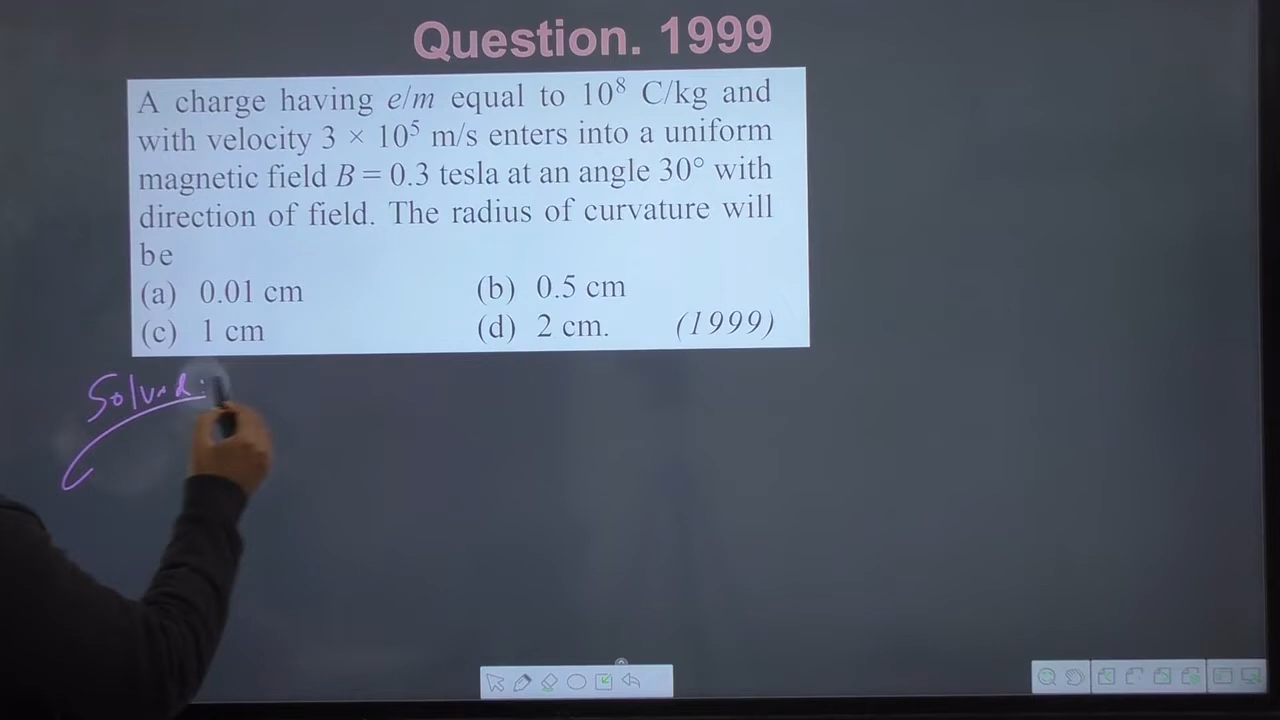 Question. 1999
A charge having e/m equal to 10⁸ C/kg and
with velocity 3 × 10⁵ m/s enters into a uniform
magnetic field B = 0.3 tesla at an angle 30° with
direction of field. The radius of curvature will
be
(a) 0.01 cm (b) 0.5 cm
(c) 1 cm (d) 2 cm. (1999)